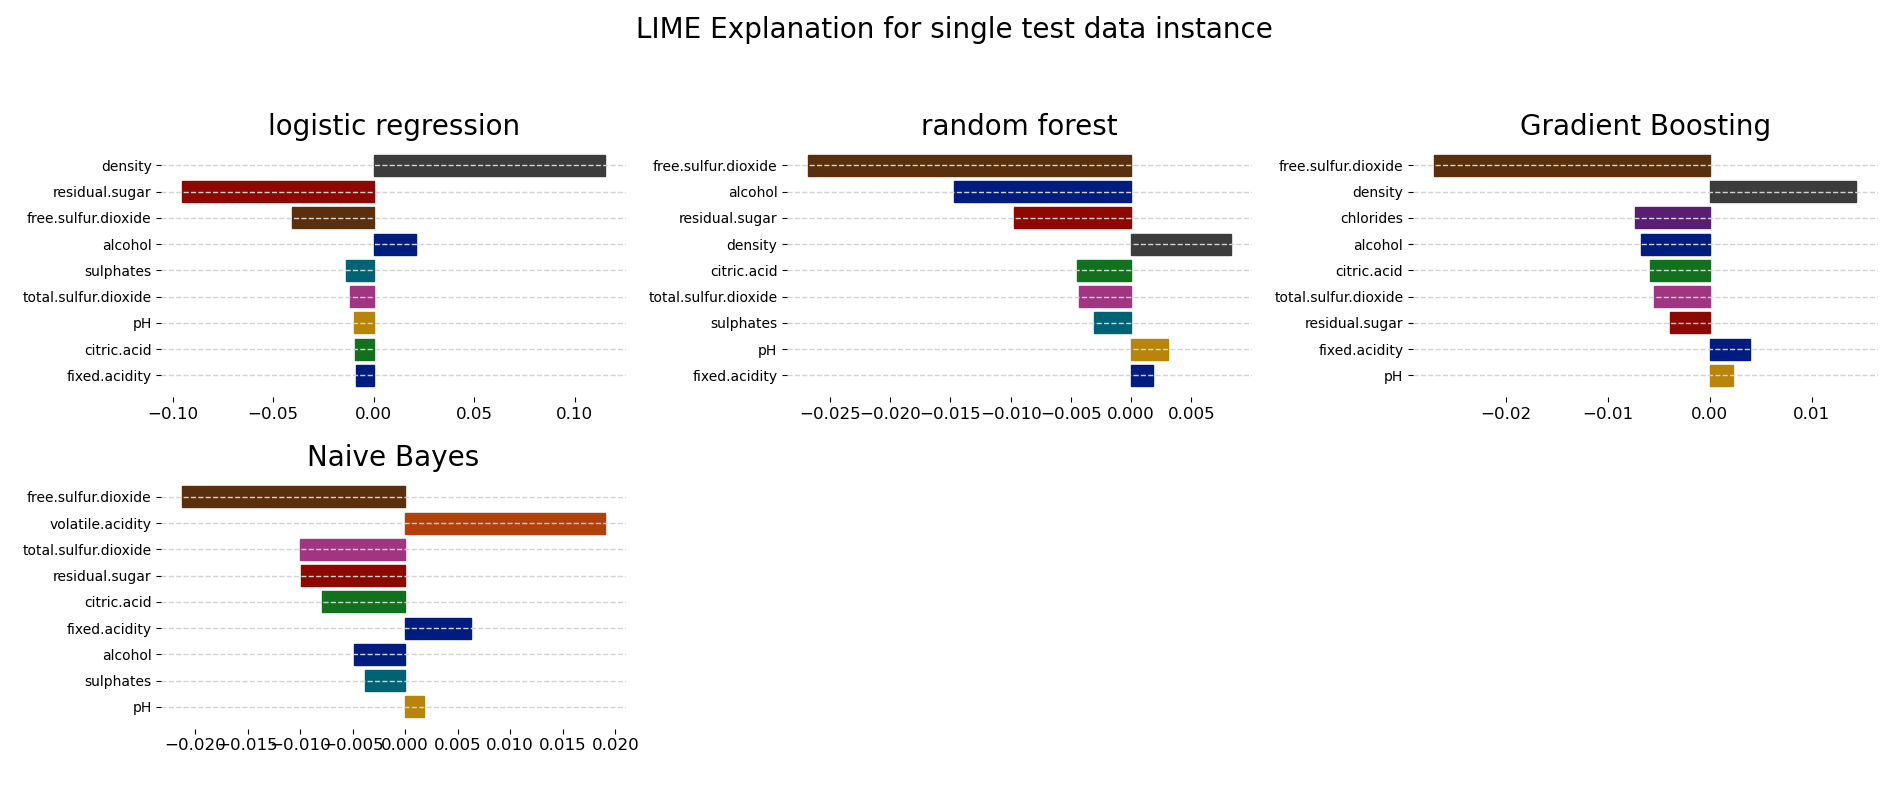 LIME Explanation for single test data instance
logistic regression
density
residual.sugar
free.sulfur.dioxide
alcohol
sulphates
total.sulfur.dioxide
pH
citric.acid
fixed.acidity
−0.10 −0.05 0.00 0.05 0.10
random forest
free.sulfur.dioxide
alcohol
residual.sugar
density
citric.acid
total.sulfur.dioxide
sulphates
pH
fixed.acidity
−0.025 −0.020 −0.015 −0.010 −0.005 0.000 0.005
Gradient Boosting
free.sulfur.dioxide
density
chlorides
alcohol
citric.acid
total.sulfur.dioxide
residual.sugar
fixed.acidity
pH
−0.02 −0.01 0.00 0.01
Naive Bayes
free.sulfur.dioxide
volatile.acidity
total.sulfur.dioxide
residual.sugar
citric.acid
fixed.acidity
alcohol
sulphates
pH
−0.020 −0.015 −0.010 −0.005 0.000 0.005 0.010 0.015 0.020